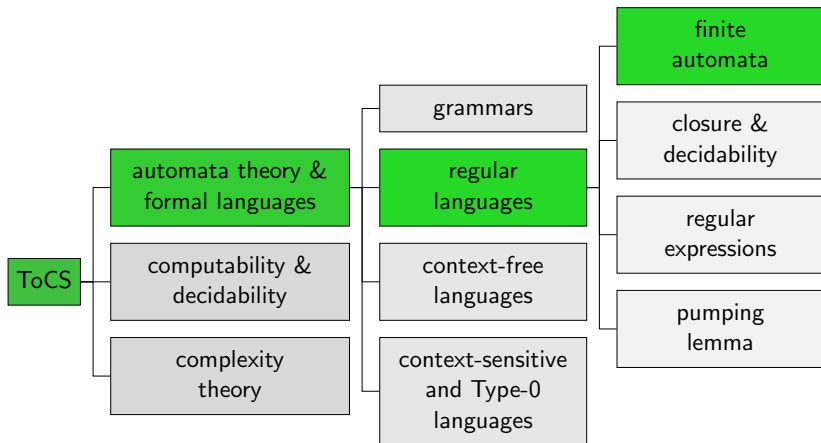 ToCS
automata theory &
formal languages
computability &
decidability
complexity
theory
grammars
regular
languages
context-free
languages
context-sensitive
and Type-0
languages
finite
automata
closure &
decidability
regular
expressions
pumping
lemma